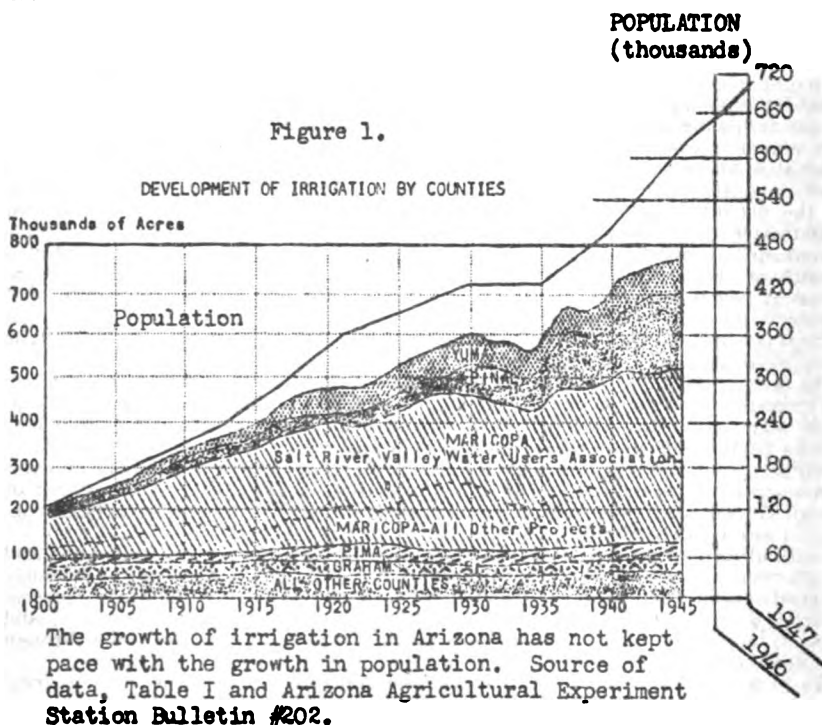 POPULATION
(thousands)
720
660
600
540
480
420
360
300
240
180
120
60
Figure 1.
DEVELOPMENT OF IRRIGATION BY COUNTIES
Thousands of Acres
800
700
600
500
400
300
200
100
0
Population
YUMA
PINAL
MARICOPA
Salt River Valley Water Users Association
MARICOPA-All Other Projects
PIMA
GRAHAM
ALL OTHER COUNTIES
1900 1905 1910 1915 1920 1925 1930 1935 1940 1945
1947
1946
The growth of irrigation in Arizona has not kept
pace with the growth in population. Source of
data, Table I and Arizona Agricultural Experiment
Station Bulletin #202.